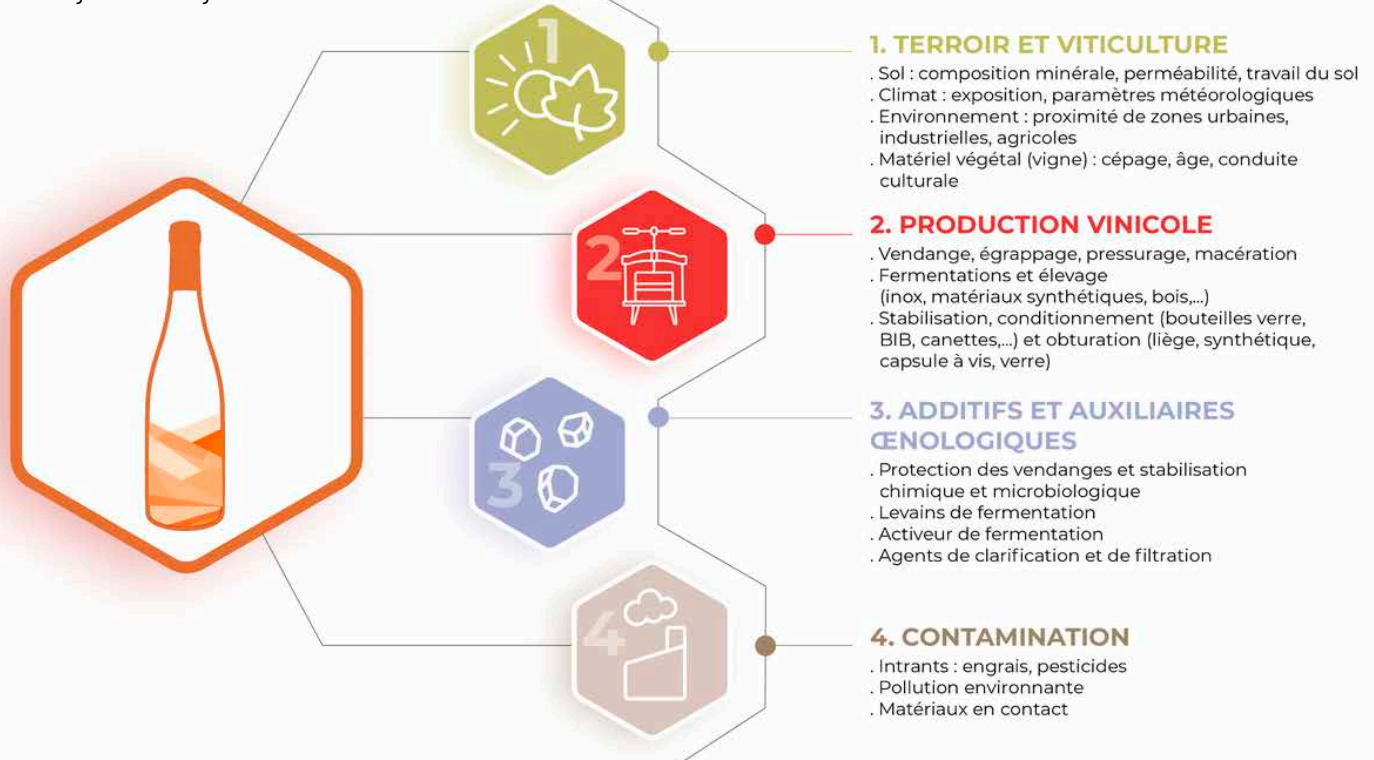 1
1. TERROIR ET VITICULTURE
. Sol : composition minérale, perméabilité, travail du sol
. Climat : exposition, paramètres météorologiques
. Environnement : proximité de zones urbaines,
industrielles, agricoles
. Matériel végétal (vigne) : cépage, âge, conduite
culturale
2
2. PRODUCTION VINICOLE
. Vendange, égrappage, pressurage, macération
. Fermentations et élevage
(inox, matériaux synthétiques, bois,...)
. Stabilisation, conditionnement (bouteilles verre,
BIB, canettes,...) et obturation (liège, synthétique,
capsule à vis, verre)
3
3. ADDITIFS ET AUXILIAIRES
ŒNOLOGIQUES
. Protection des vendanges et stabilisation
chimique et microbiologique
. Levains de fermentation
. Activeur de fermentation
. Agents de clarification et de filtration
4
4. CONTAMINATION
. Intrants : engrais, pesticides
. Pollution environnante
. Matériaux en contact